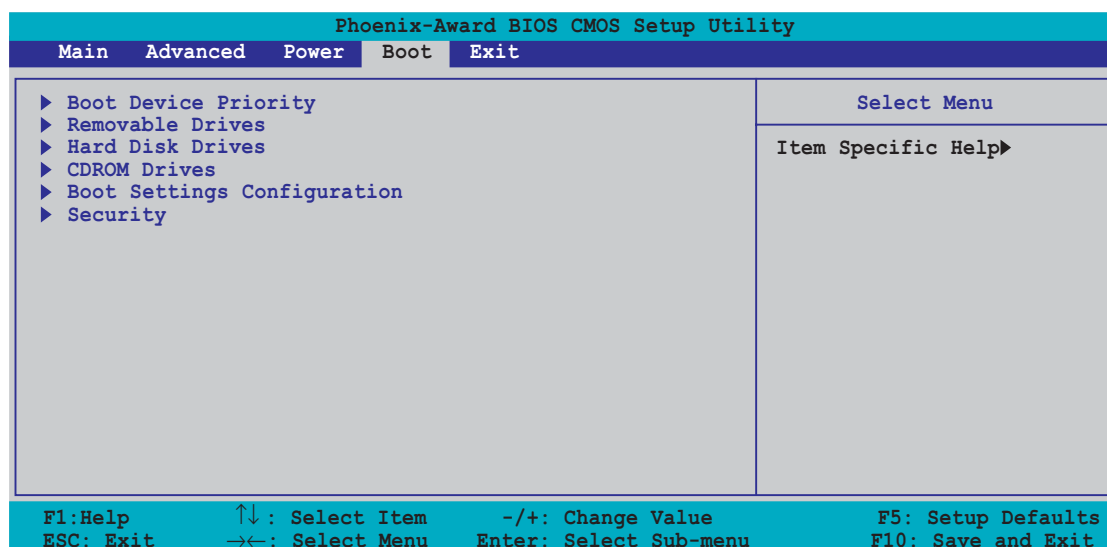 Phoenix-Award BIOS CMOS Setup Utility
Main Advanced Power Boot Exit
Boot Device Priority
Removable Drives
Hard Disk Drives
CDROM Drives
Boot Settings Configuration
Security
Select Menu
Item Specific Help
F1:Help ↑↓ : Select Item -/+: Change Value F5: Setup Defaults
ESC: Exit →←: Select Menu Enter: Select Sub-menu F10: Save and Exit